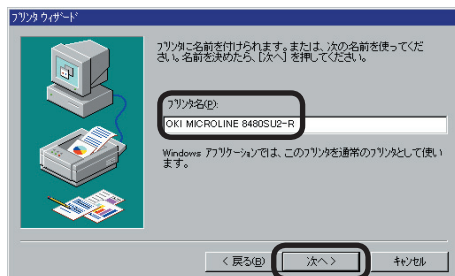 プリンタ ウィザード
プリンタに名前を付けられます。または、次の名前を使ってくだ
さい。名前を決めたら、[次へ] を押してください。
プリンタ名(P):
OKI MICROLINE 8480SU2-R
Windows アプリケーションでは、このプリンタを通常のプリンタとして使い
ます。
< 戻る(B) 次へ > キャンセル